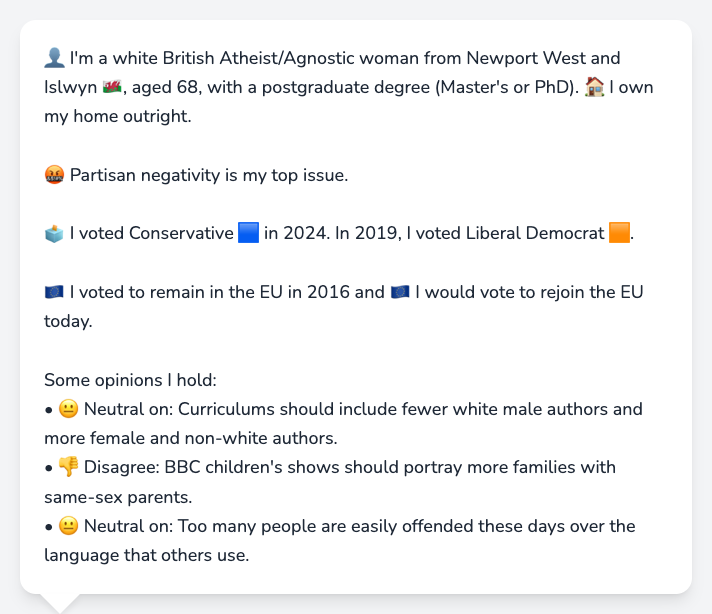 👤 I'm a white British Atheist/Agnostic woman from Newport West and
Islwyn 🏴󠁧󠁢󠁷󠁬󠁳󠁿, aged 68, with a postgraduate degree (Master's or PhD). 🏠 I own
my home outright.
🤬 Partisan negativity is my top issue.
🗳️ I voted Conservative 🟦 in 2024. In 2019, I voted Liberal Democrat 🟧.
🇪🇺 I voted to remain in the EU in 2016 and 🇪🇺 I would vote to rejoin the EU
today.
Some opinions I hold:
• 😐 Neutral on: Curriculums should include fewer white male authors and
more female and non-white authors.
• 👎 Disagree: BBC children's shows should portray more families with
same-sex parents.
• 😐 Neutral on: Too many people are easily offended these days over the
language that others use.